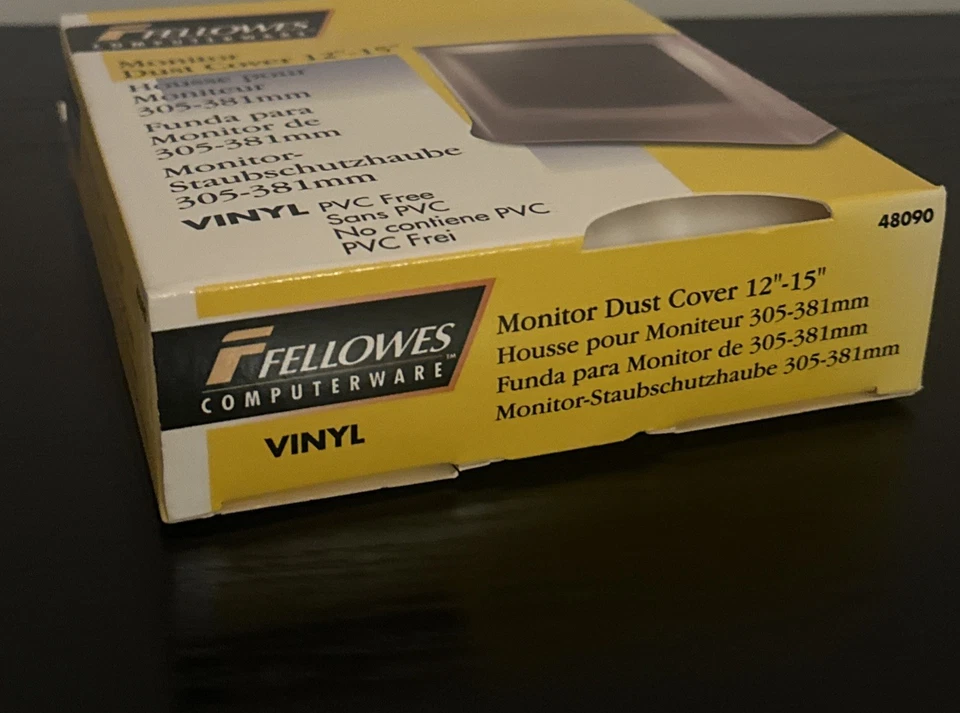 FELLOWES
COMPUTERWARE
Monitor
Dust Cover 12"-15"
Housse pour
Moniteur
305-381mm
Funda para
Monitor de
305-381mm
Monitor-
Staubschutzhaube
305-381mm
VINYL PVC Free
Sans PVC
No contiene PVC
PVC Frei
48090
FELLOWES™
COMPUTERWARE
VINYL
Monitor Dust Cover 12"-15"
Housse pour Moniteur 305-381mm
Funda para Monitor de 305-381mm
Monitor-Staubschutzhaube 305-381mm